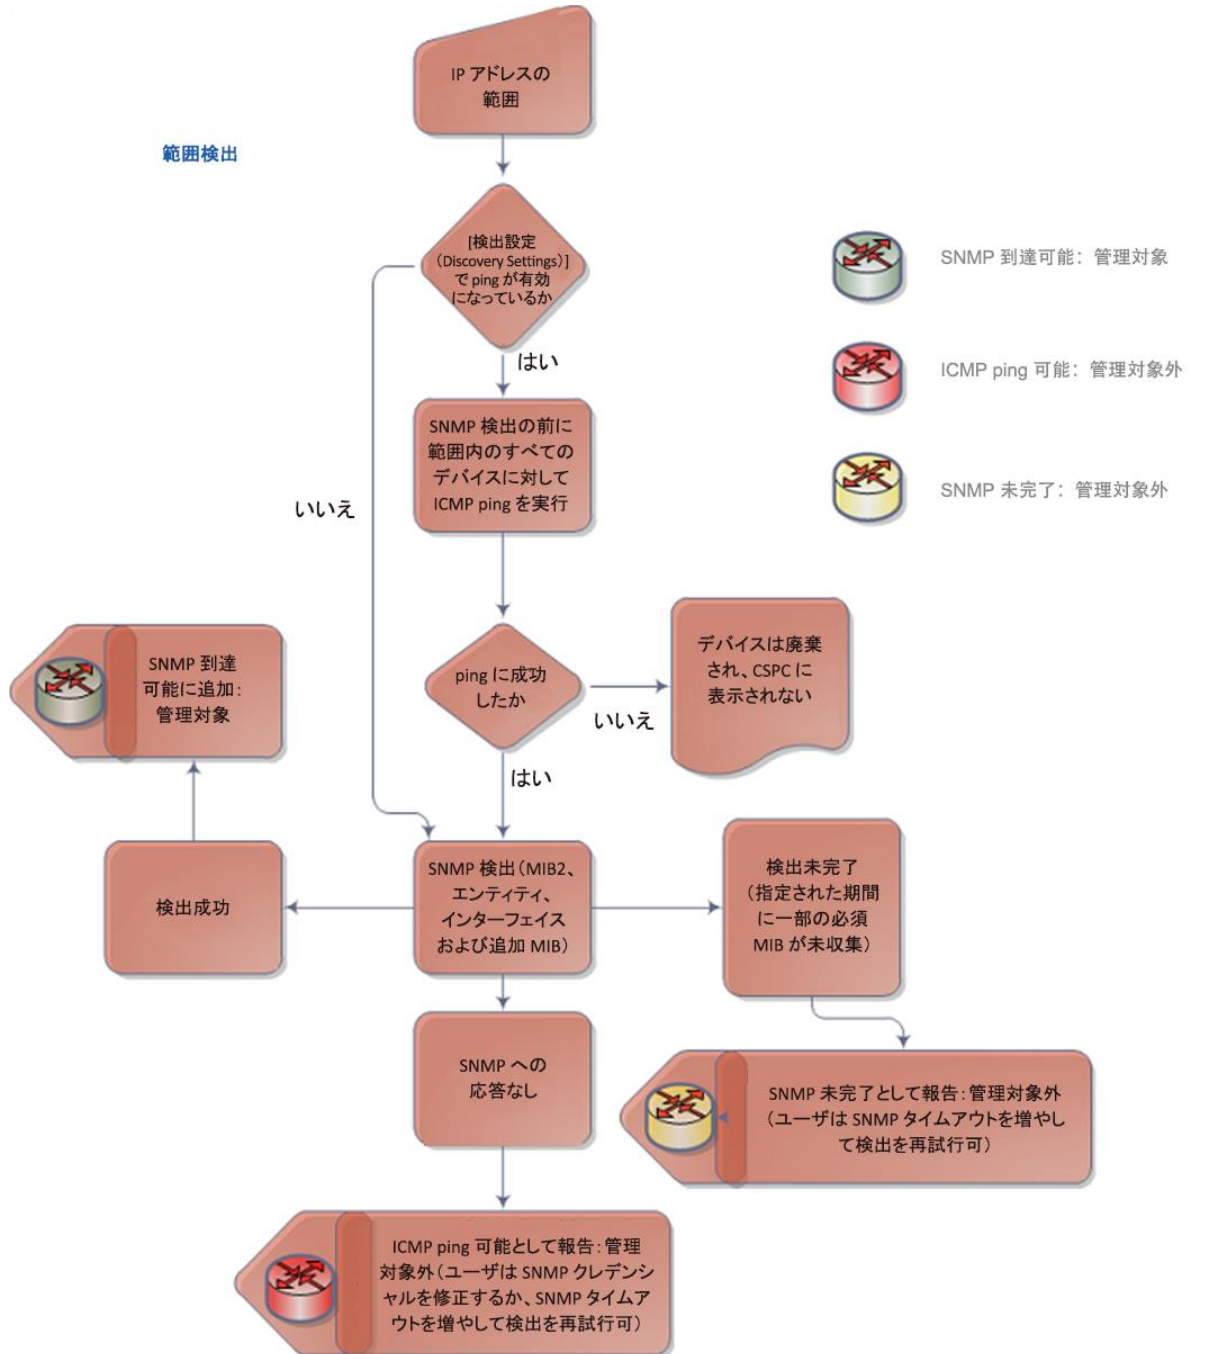 IP アドレスの
範囲
範囲検出
[検出設定
(Discovery Settings)]
で ping が有効
になっているか
SNMP 到達可能： 管理対象
はい
ICMP ping 可能： 管理対象外
SNMP 検出の前に
範囲内のすべての
デバイスに対して
ICMP ping を実行
いいえ
SNMP 未完了： 管理対象外
SNMP 到達
可能に追加：
管理対象
ping に成功
したか
いいえ
デバイスは廃棄
され、CSPC に
表示されない
はい
検出成功
SNMP 検出（MIB2、
エンティティ、
インターフェイス
および追加 MIB）
検出未完了
（指定された期間
に一部の必須
MIB が未収集）
SNMP への
応答なし
SNMP 未完了として報告：管理対象外
（ユーザは SNMP タイムアウトを増やし
て検出を再試行可）
ICMP ping 可能として報告：管理
対象外（ユーザは SNMP クレデンシ
ャルを修正するか、SNMP タイムア
ウトを増やして検出を再試行可）